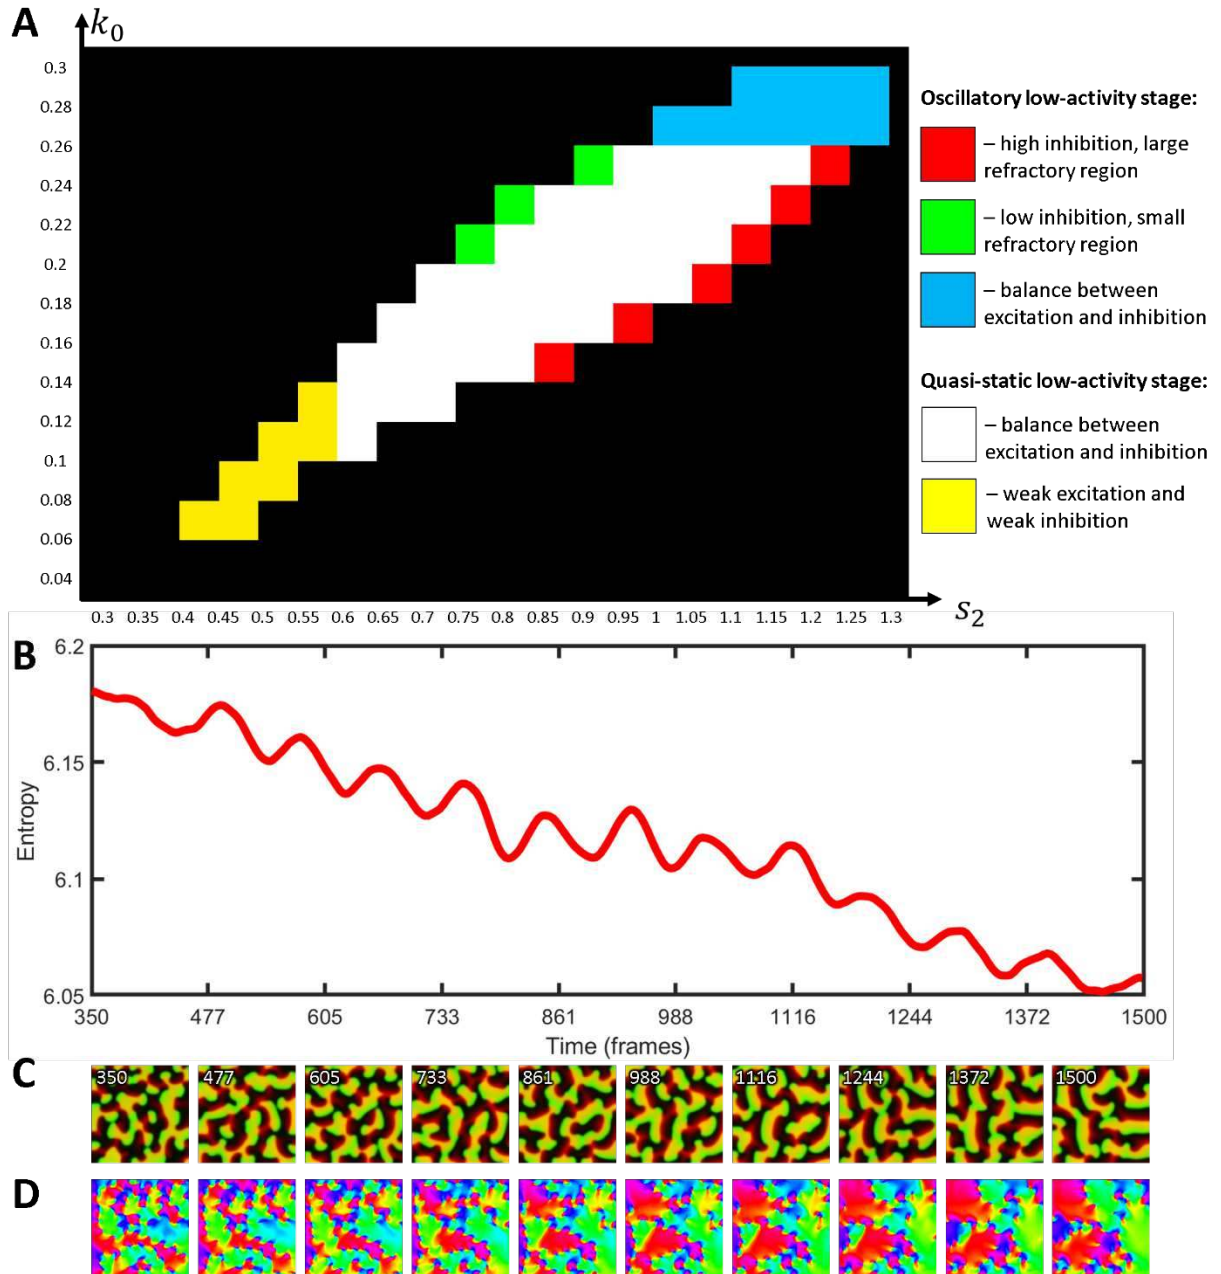 A
k₀
0.3
0.28
0.26
0.24
0.22
0.2
0.18
0.16
0.14
0.12
0.1
0.08
0.06
0.04
0.3 0.35 0.4 0.45 0.5 0.55 0.6 0.65 0.7 0.75 0.8 0.85 0.9 0.95 1 1.05 1.1 1.15 1.2 1.25 1.3
s₂
Oscillatory low-activity stage:
– high inhibition, large
refractory region
– low inhibition, small
refractory region
– balance between
excitation and inhibition
Quasi-static low-activity stage:
– balance between
excitation and inhibition
– weak excitation and
weak inhibition
B
6.2
6.15
6.1
6.05
Entropy
350 477 605 733 861 988 1116 1244 1372 1500
Time (frames)
C
350 477 605 733 861 988 1116 1244 1372 1500
D